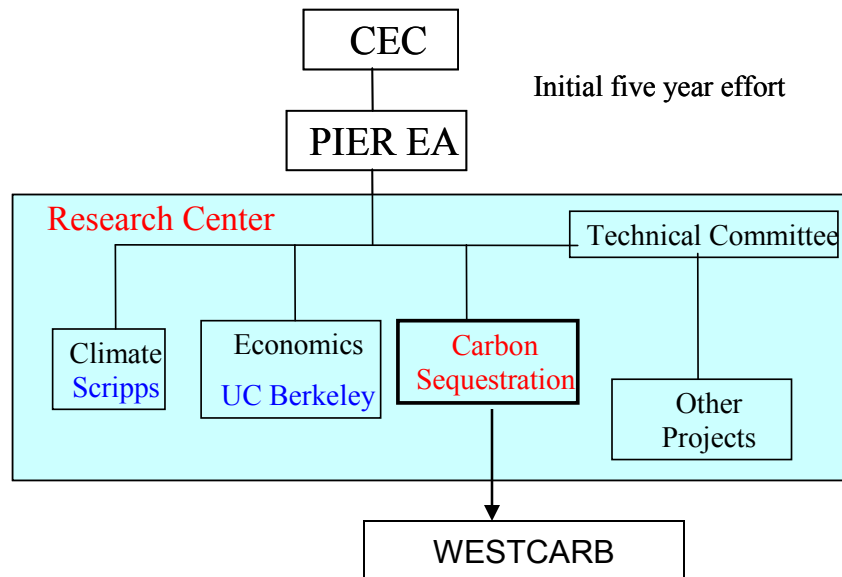 CEC
Initial five year effort
PIER EA
Research Center
Technical Committee
Climate
Scripps
Economics
UC Berkeley
Carbon
Sequestration
Other
Projects
WESTCARB